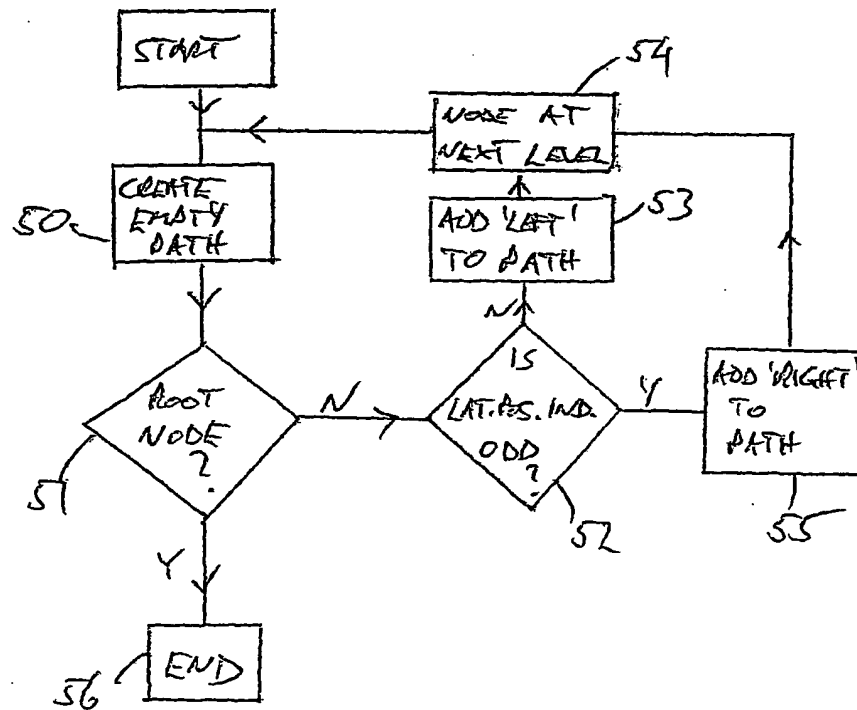 START
54
NODE AT
NEXT LEVEL
CREATE
EMPTY
PATH
50
ADD 'LEFT'
TO PATH
53
N
IS
LAT. POS. IND.
ODD
?
52
Y
ADD 'RIGHT'
TO
PATH
55
ROOT
NODE
?
51
N
Y
END
56